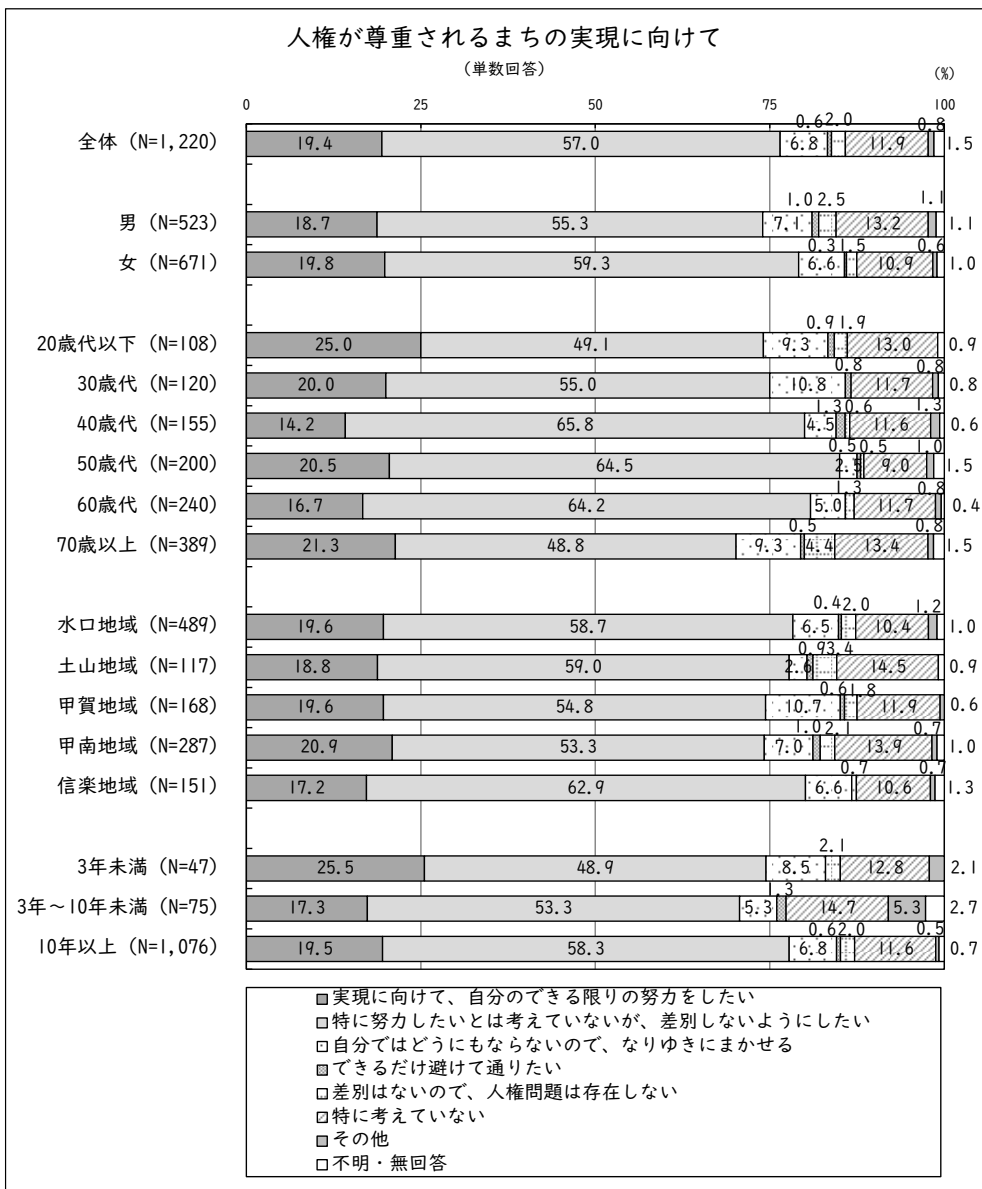 人権が尊重されるまちの実現に向けて
(単数回答)
(%)
0 25 50 75 100
全体 (N=1,220) 19.4 57.0 6.8 0.6 2.0 11.9 0.8 1.5
男 (N=523) 18.7 55.3 7.1 1.0 2.5 13.2 1.1 1.1
女 (N=671) 19.8 59.3 6.6 0.3 1.5 10.9 0.6 1.0
20歳代以下 (N=108) 25.0 49.1 9.3 0.9 1.9 13.0 0.9
30歳代 (N=120) 20.0 55.0 10.8 0.8 11.7 0.8 0.8
40歳代 (N=155) 14.2 65.8 4.5 1.3 0.6 11.6 1.3 0.6
50歳代 (N=200) 20.5 64.5 2.5 0.5 0.5 9.0 1.0 1.5
60歳代 (N=240) 16.7 64.2 5.0 1.3 11.7 0.8 0.4
70歳以上 (N=389) 21.3 48.8 9.3 0.5 4.4 13.4 0.8 1.5
水口地域 (N=489) 19.6 58.7 6.5 0.4 2.0 10.4 1.2 1.0
土山地域 (N=117) 18.8 59.0 2.6 0.9 3.4 14.5 0.9
甲賀地域 (N=168) 19.6 54.8 10.7 0.6 1.8 11.9 0.6
甲南地域 (N=287) 20.9 53.3 7.0 1.0 2.1 13.9 0.7 1.0
信楽地域 (N=151) 17.2 62.9 6.6 0.7 10.6 0.7 1.3
3年未満 (N=47) 25.5 48.9 8.5 2.1 12.8 2.1
3年～10年未満 (N=75) 17.3 53.3 5.3 1.3 14.7 5.3 2.7
10年以上 (N=1,076) 19.5 58.3 6.8 0.6 2.0 11.6 0.5 0.7
実現に向けて、自分のできる限りの努力をしたい
特に努力したいとは考えていないが、差別しないようにしたい
自分ではどうにもならないので、なりゆきにまかせる
できるだけ避けて通りたい
差別はないので、人権問題は存在しない
特に考えていない
その他
不明・無回答